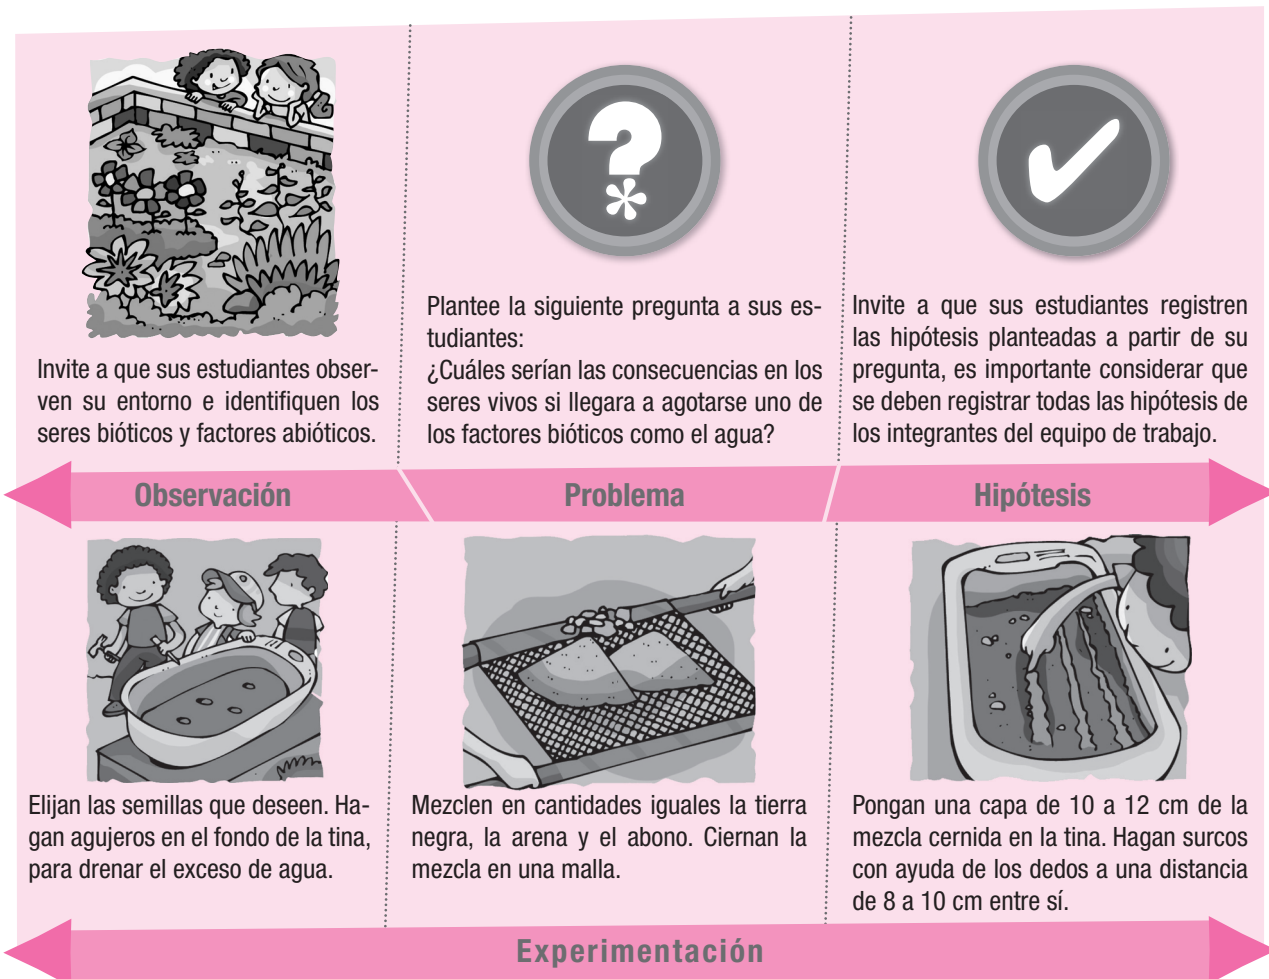 Invite a que sus estudiantes obser-
ven su entorno e identifiquen los
seres bióticos y factores abióticos.
Plantee la siguiente pregunta a sus es-
tudiantes:
¿Cuáles serían las consecuencias en los
seres vivos si llegara a agotarse uno de
los factores bióticos como el agua?
Invite a que sus estudiantes registren
las hipótesis planteadas a partir de su
pregunta, es importante considerar que
se deben registrar todas las hipótesis de
los integrantes del equipo de trabajo.
Observación
Problema
Hipótesis
Elijan las semillas que deseen. Ha-
gan agujeros en el fondo de la tina,
para drenar el exceso de agua.
Mezclen en cantidades iguales la tierra
negra, la arena y el abono. Ciernan la
mezcla en una malla.
Pongan una capa de 10 a 12 cm de la
mezcla cernida en la tina. Hagan surcos
con ayuda de los dedos a una distancia
de 8 a 10 cm entre sí.
Experimentación